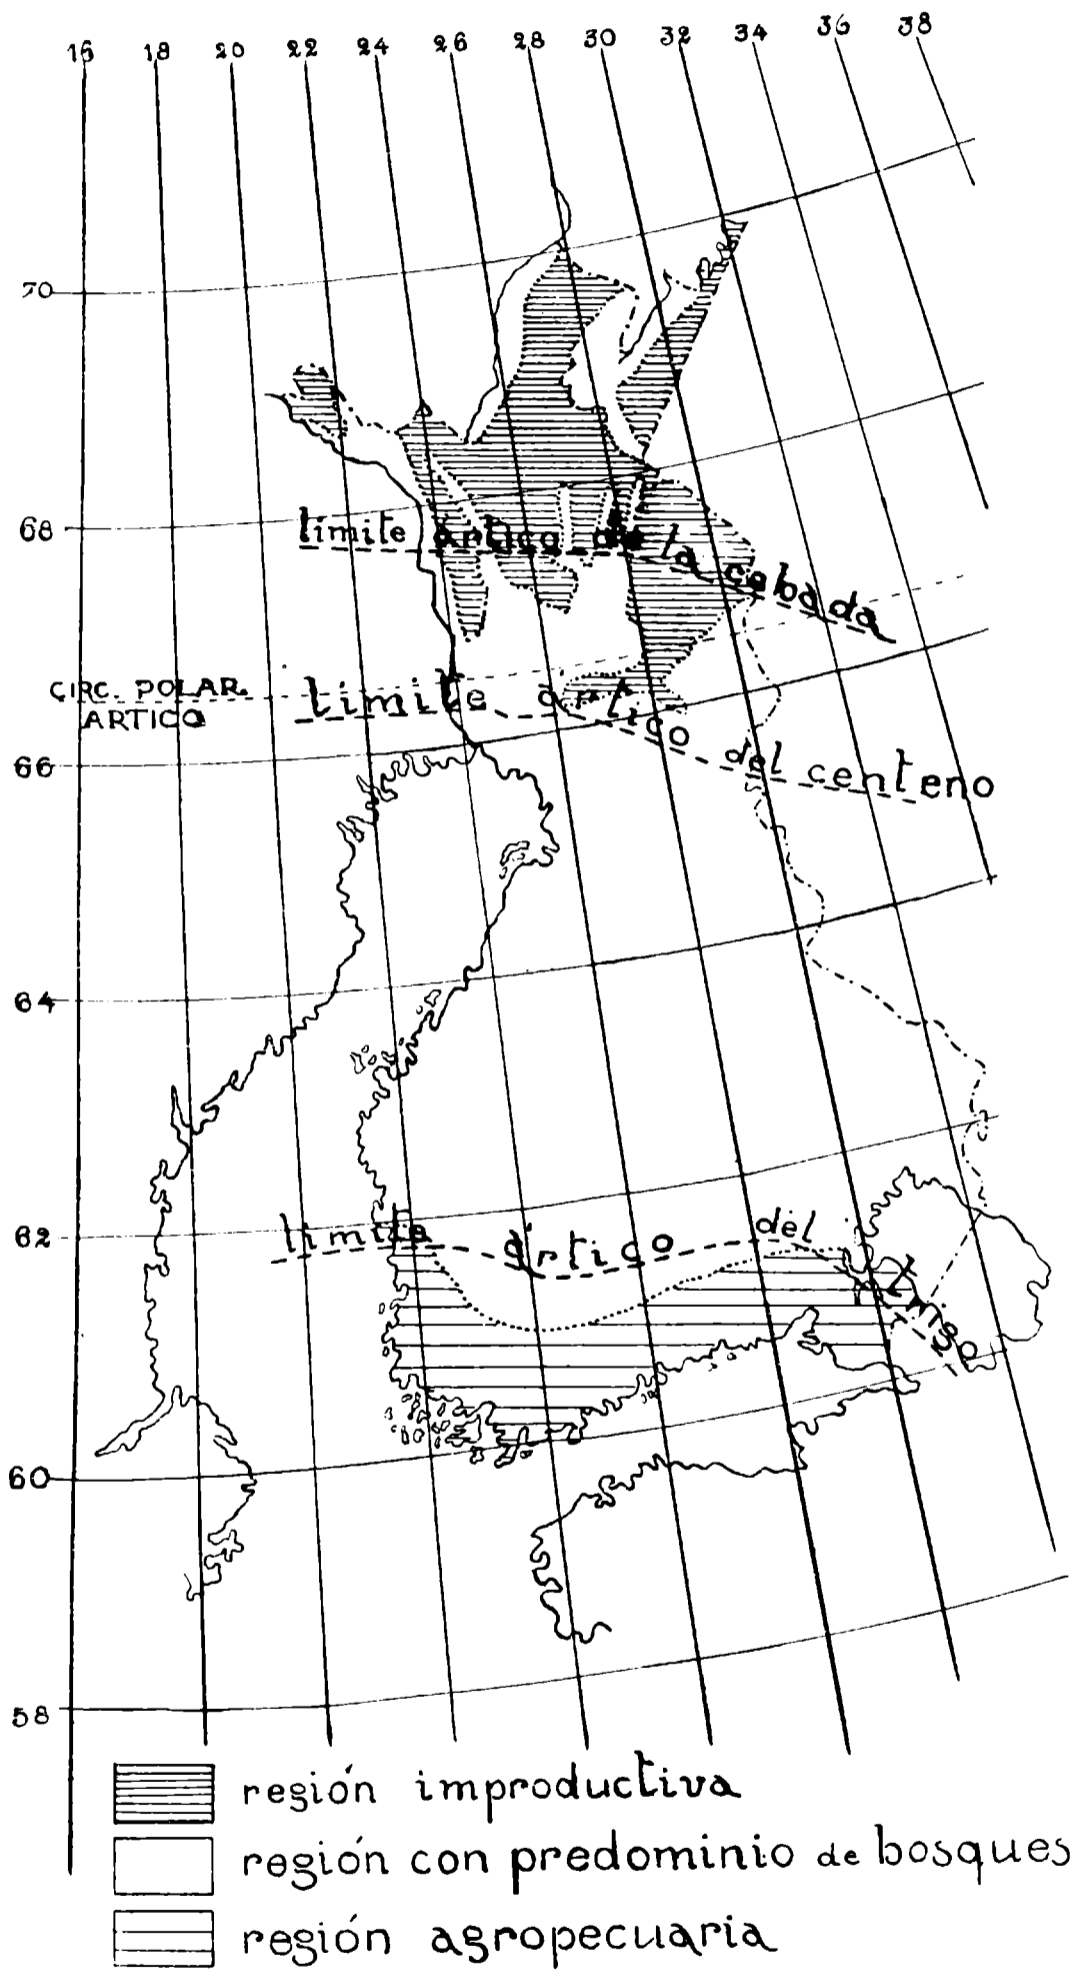 16 18 20 22 24 26 28 30 32 34 36 38
70
68
límite ártico de la cebada
CIRC. POLAR.
ARTICO
límite ártico del centeno
66
64
62
límite ártico del trigo
60
58
región improductiva
región con predominio de bosques
región agropecuaria